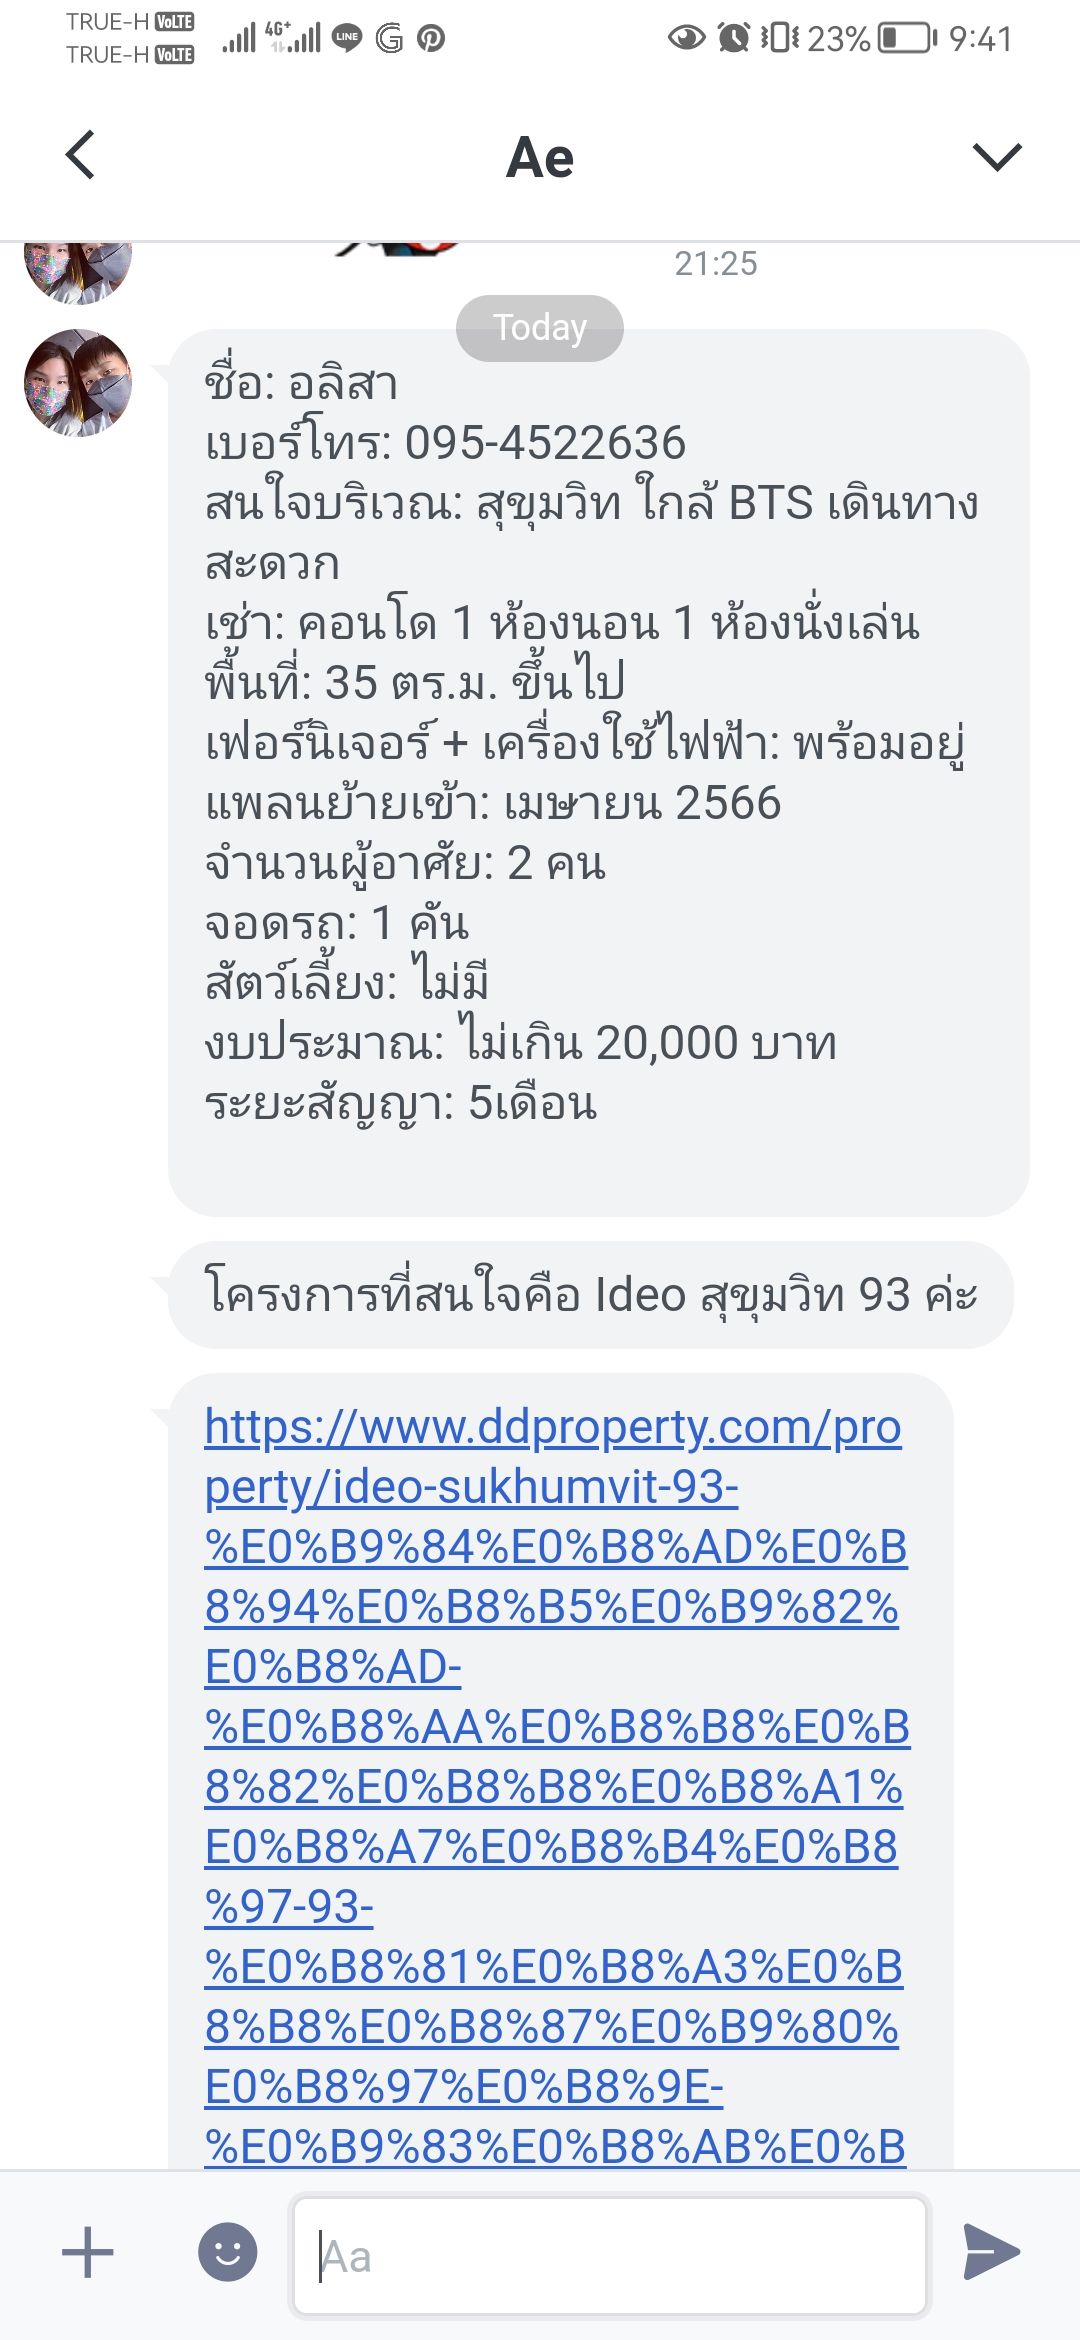 TRUE-H VoLTE
TRUE-H VoLTE
4G+
LINE
23%
9:41
Ae
21:25
Today
ชื่อ: อลิสา
เบอร์โทร: 095-4522636
สนใจบริเวณ: สุขุมวิท ใกล้ BTS เดินทาง
สะดวก
เช่า: คอนโด 1 ห้องนอน 1 ห้องนั่งเล่น
พื้นที่: 35 ตร.ม. ขึ้นไป
เฟอร์นิเจอร์ + เครื่องใช้ไฟฟ้า: พร้อมอยู่
แพลนย้ายเข้า: เมษายน 2566
จำนวนผู้อาศัย: 2 คน
จอดรถ: 1 คัน
สัตว์เลี้ยง: ไม่มี
งบประมาณ: ไม่เกิน 20,000 บาท
ระยะสัญญา: 5เดือน
โครงการที่สนใจคือ Ideo สุขุมวิท 93 ค่ะ
https://www.ddproperty.com/pro
perty/ideo-sukhumvit-93-
%E0%B9%84%E0%B8%AD%E0%B
8%94%E0%B8%B5%E0%B9%82%
E0%B8%AD-
%E0%B8%AA%E0%B8%B8%E0%B
8%82%E0%B8%B8%E0%B8%A1%
E0%B8%A7%E0%B8%B4%E0%B8
%97-93-
%E0%B8%81%E0%B8%A3%E0%B
8%B8%E0%B8%87%E0%B9%80%
E0%B8%97%E0%B8%9E-
%E0%B9%83%E0%B8%AB%E0%B
Aa